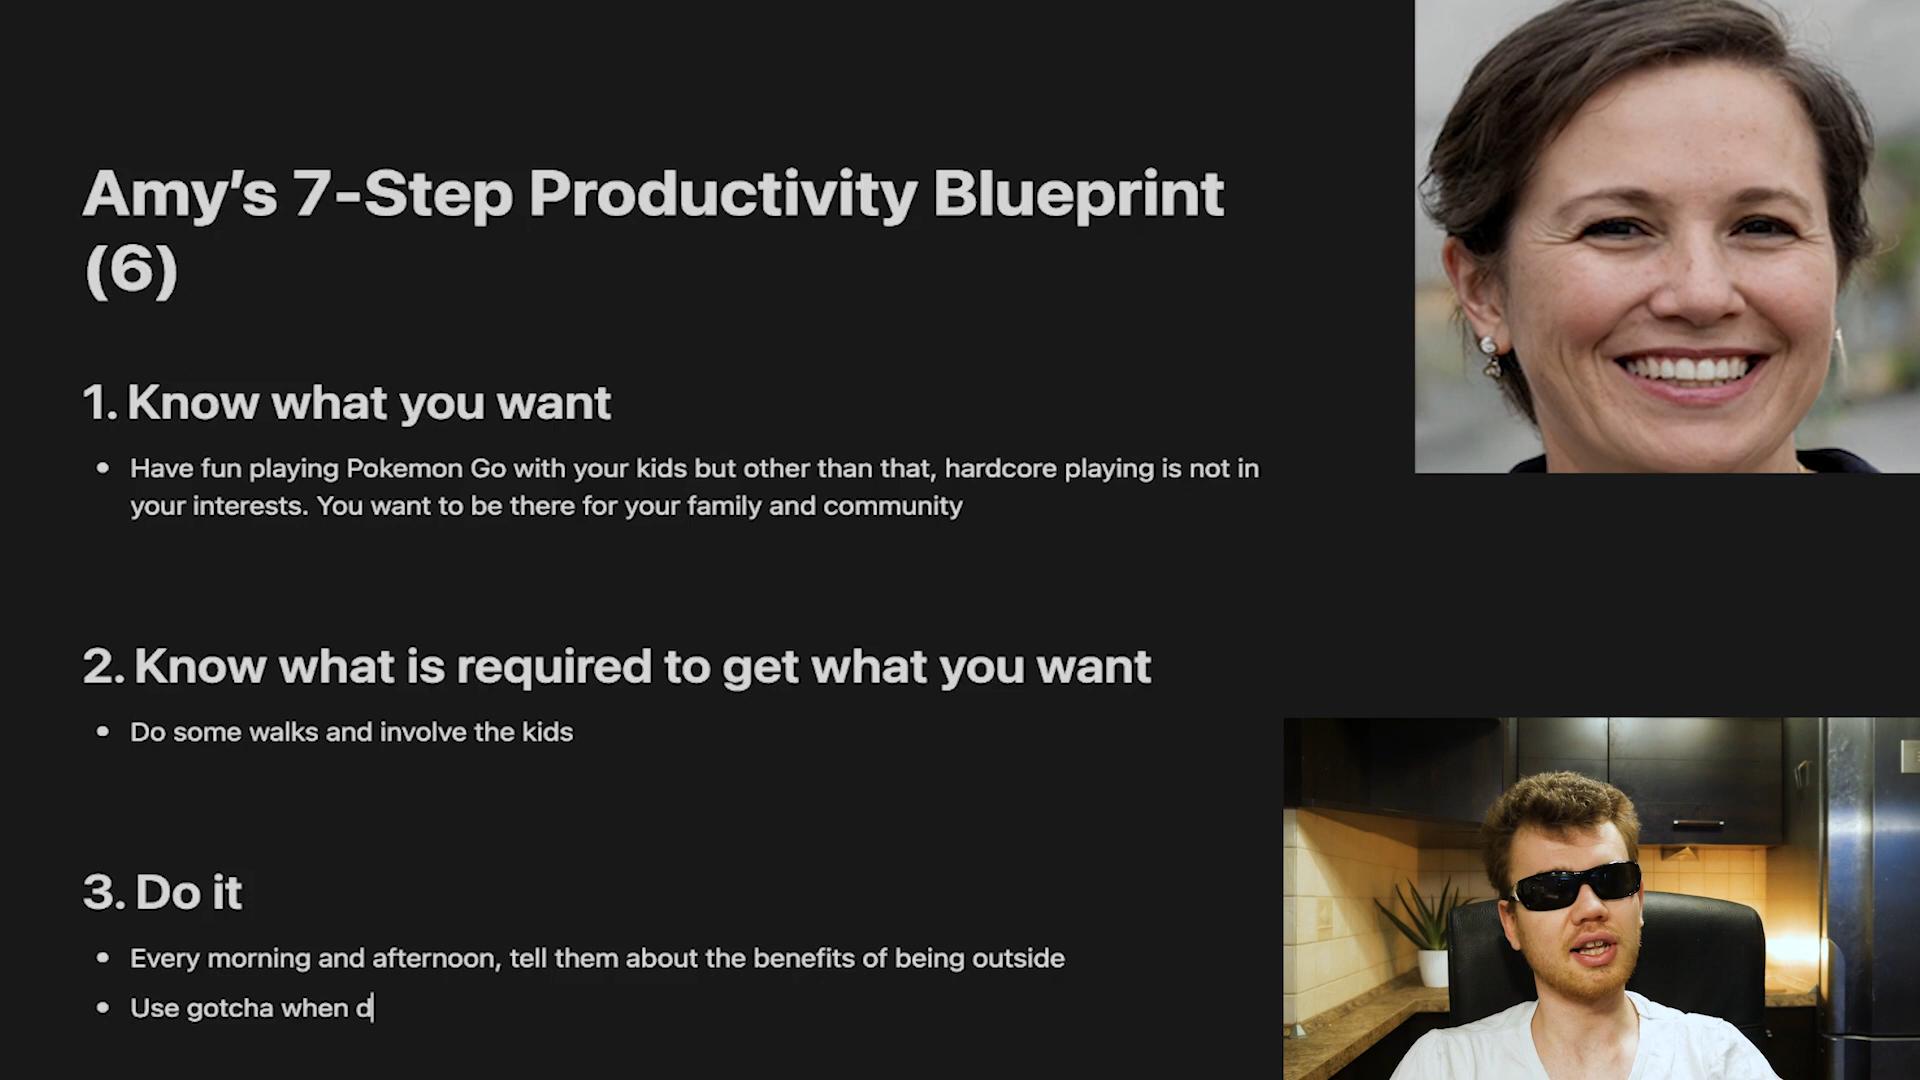 Amy’s 7-Step Productivity Blueprint
(6)
1. Know what you want
• Have fun playing Pokemon Go with your kids but other than that, hardcore playing is not in
your interests. You want to be there for your family and community
2. Know what is required to get what you want
• Do some walks and involve the kids
3. Do it
• Every morning and afternoon, tell them about the benefits of being outside
• Use gotcha when d